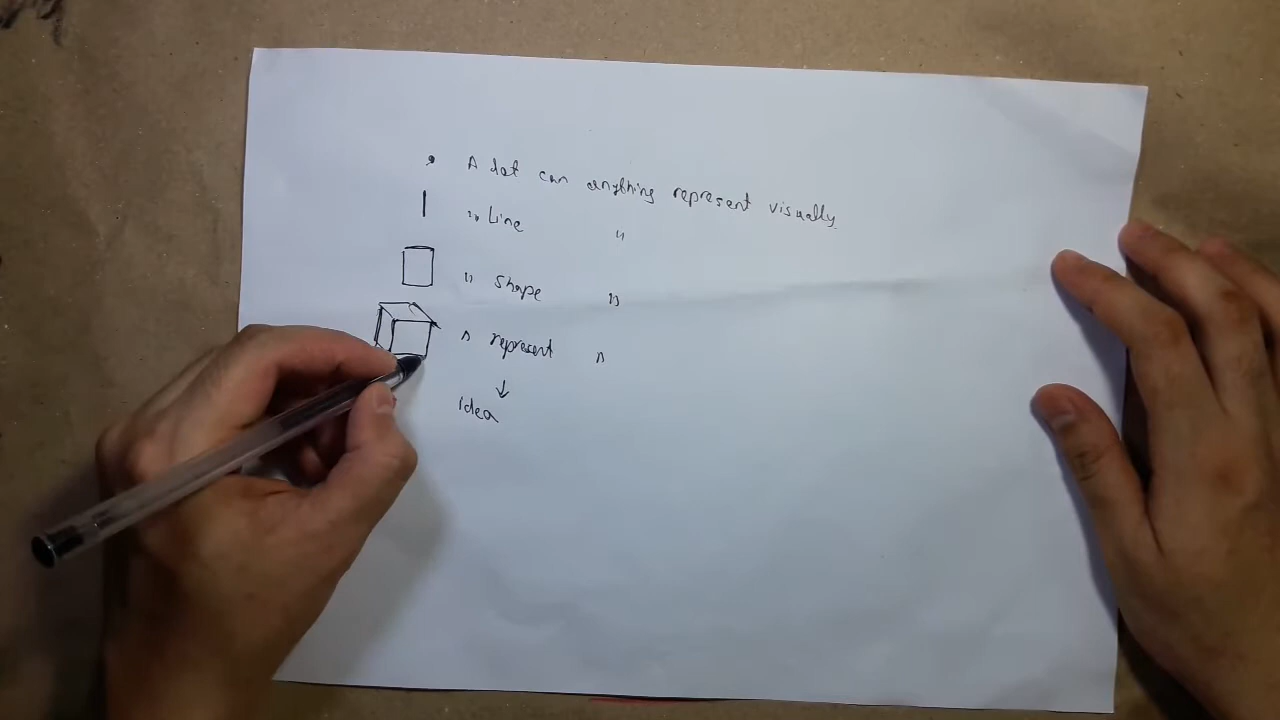 A dot can anything represent visually.
" Line "
" shape "
" represent "
↓
idea